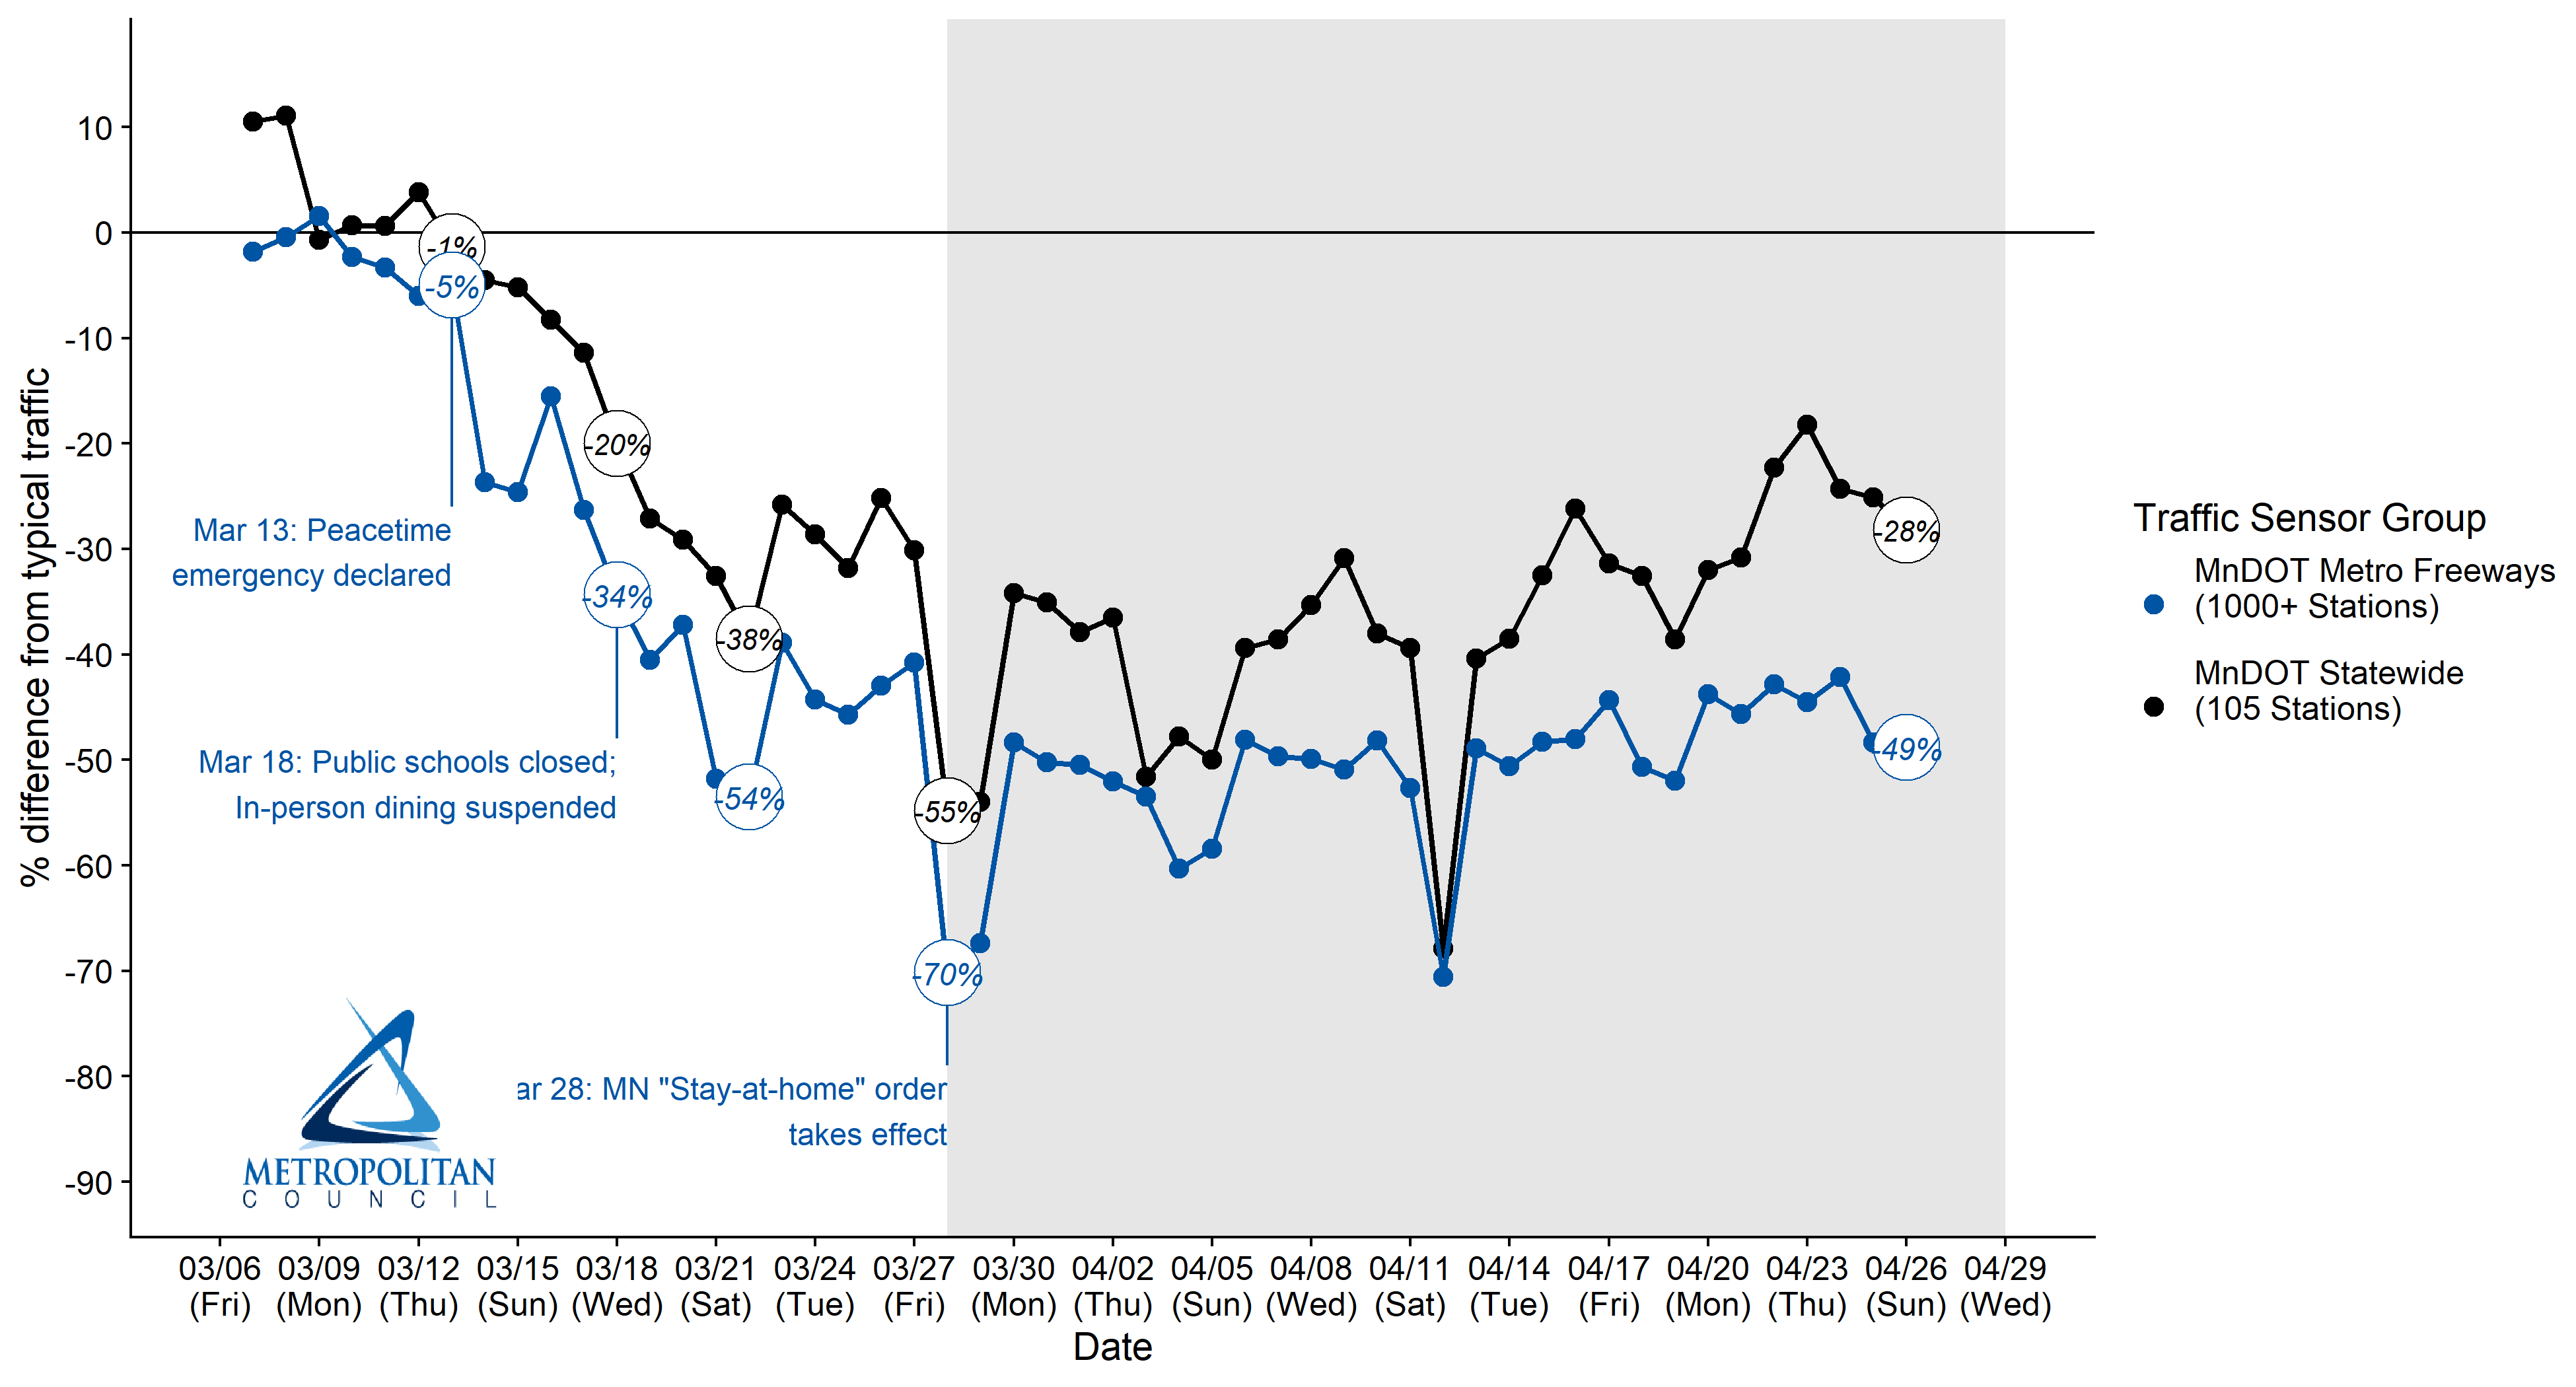 % difference from typical traffic
10
0
-10
-20
-30
-40
-50
-60
-70
-80
-90
-1%
-5%
-20%
-34%
-38%
-54%
-55%
-70%
-28%
-49%
Mar 13: Peacetime
emergency declared
Mar 18: Public schools closed;
In-person dining suspended
ar 28: MN "Stay-at-home" order
takes effect
METROPOLITAN
COUNCIL
03/06 03/09 03/12 03/15 03/18 03/21 03/24 03/27 03/30 04/02 04/05 04/08 04/11 04/14 04/17 04/20 04/23 04/26 04/29
(Fri) (Mon) (Thu) (Sun) (Wed) (Sat) (Tue) (Fri) (Mon) (Thu) (Sun) (Wed) (Sat) (Tue) (Fri) (Mon) (Thu) (Sun) (Wed)
Date
Traffic Sensor Group
MnDOT Metro Freeways
(1000+ Stations)
MnDOT Statewide
(105 Stations)